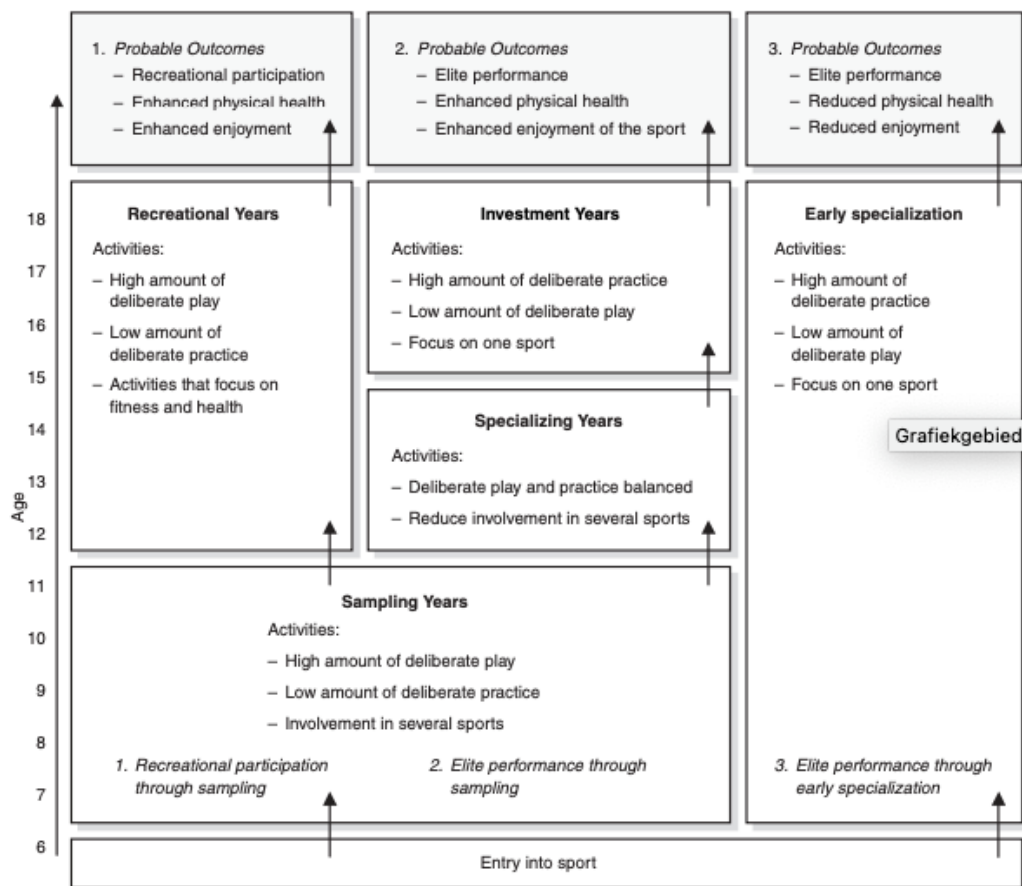 1. Probable Outcomes
– Recreational participation
– Enhanced physical health
– Enhanced enjoyment
2. Probable Outcomes
– Elite performance
– Enhanced physical health
– Enhanced enjoyment of the sport
3. Probable Outcomes
– Elite performance
– Reduced physical health
– Reduced enjoyment
Age
18
17
16
15
14
13
12
11
10
9
8
7
6
Recreational Years
Activities:
– High amount of
deliberate play
– Low amount of
deliberate practice
– Activities that focus on
fitness and health
Investment Years
Activities:
– High amount of deliberate practice
– Low amount of deliberate play
– Focus on one sport
Specializing Years
Activities:
– Deliberate play and practice balanced
– Reduce involvement in several sports
Early specialization
Activities:
– High amount of
deliberate practice
– Low amount of
deliberate play
– Focus on one sport
Grafiekgebied
Sampling Years
Activities:
– High amount of deliberate play
– Low amount of deliberate practice
– Involvement in several sports
1. Recreational participation
through sampling
2. Elite performance through
sampling
3. Elite performance through
early specialization
Entry into sport